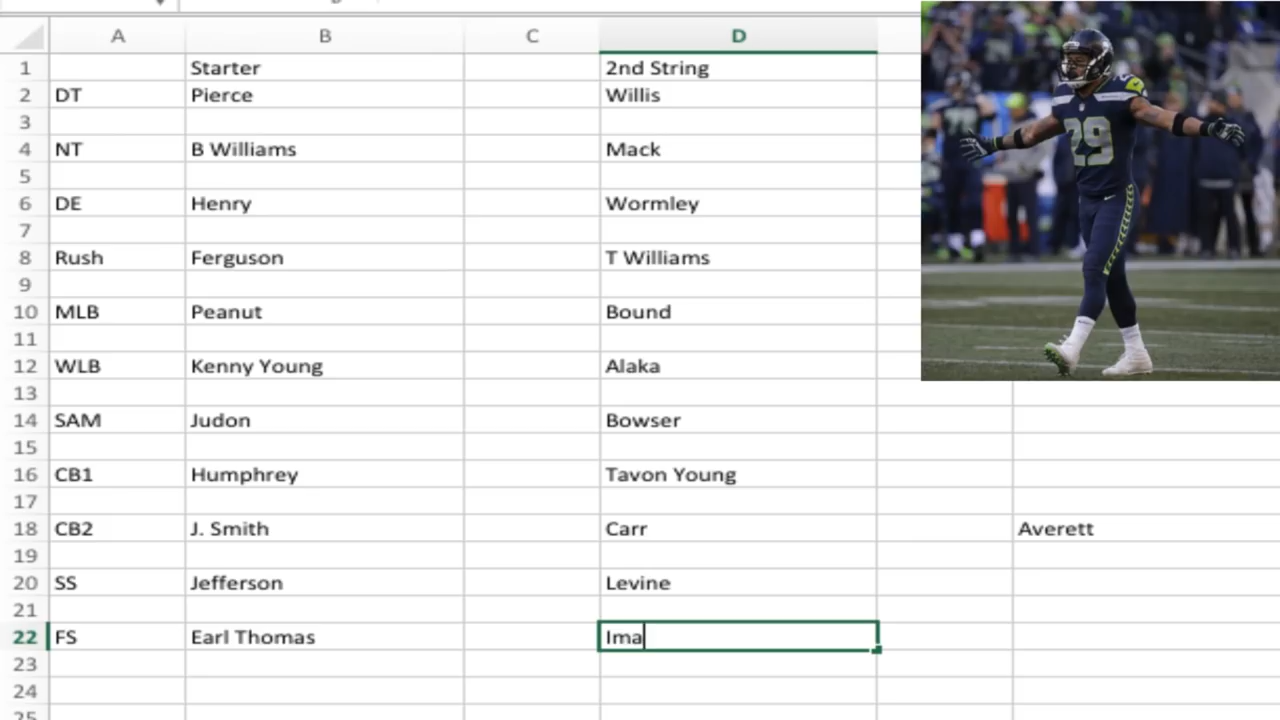 A B C D
1 Starter 2nd String
2 DT Pierce Willis
3
4 NT B Williams Mack
5
6 DE Henry Wormley
7
8 Rush Ferguson T Williams
9
10 MLB Peanut Bound
11
12 WLB Kenny Young Alaka
13
14 SAM Judon Bowser
15
16 CB1 Humphrey Tavon Young
17
18 CB2 J. Smith Carr Averett
19
20 SS Jefferson Levine
21
22 FS Earl Thomas Ima
23
24
25
29